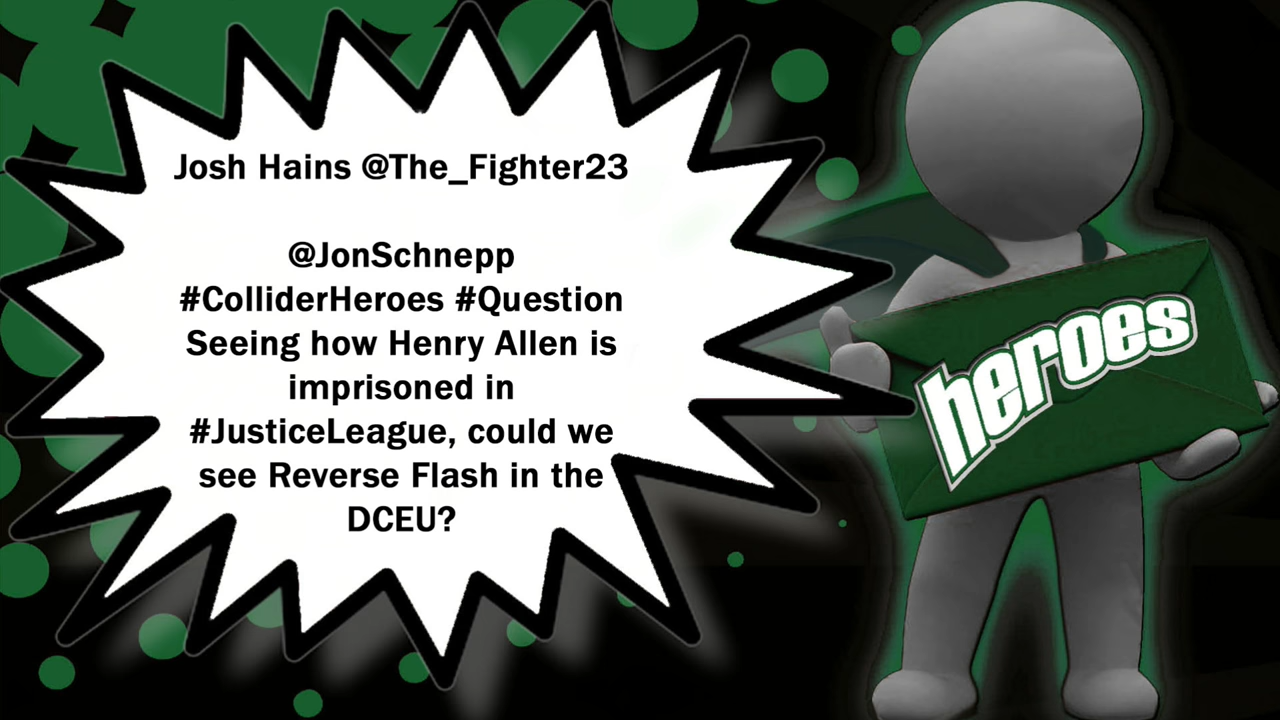 Josh Hains @The_Fighter23
@JonSchnepp
#ColliderHeroes #Question
Seeing how Henry Allen is
imprisoned in
#JusticeLeague, could we
see Reverse Flash in the
DCEU?
heroes